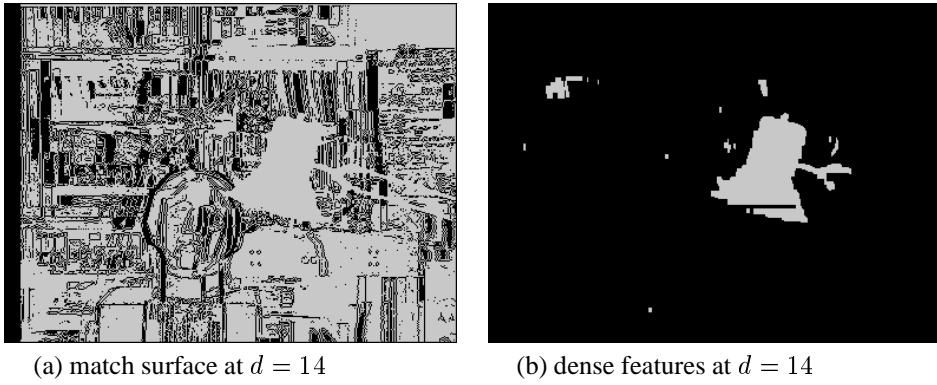 (a) match surface at d = 14
(b) dense features at d = 14